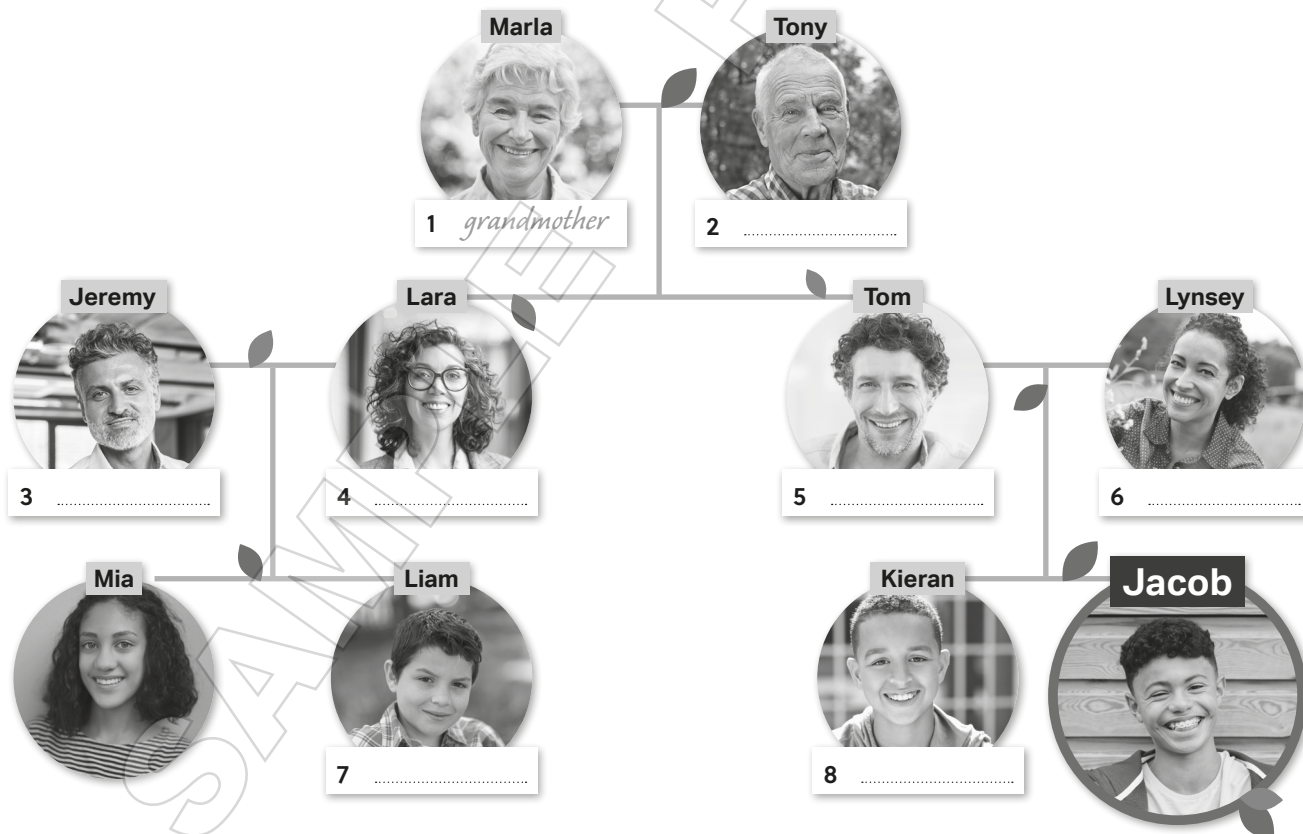 Marla
Tony
1 grandmother
2
Jeremy
Lara
Tom
Lynsey
3
4
5
6
Mia
Liam
Kieran
Jacob
7
8
SAMPLE